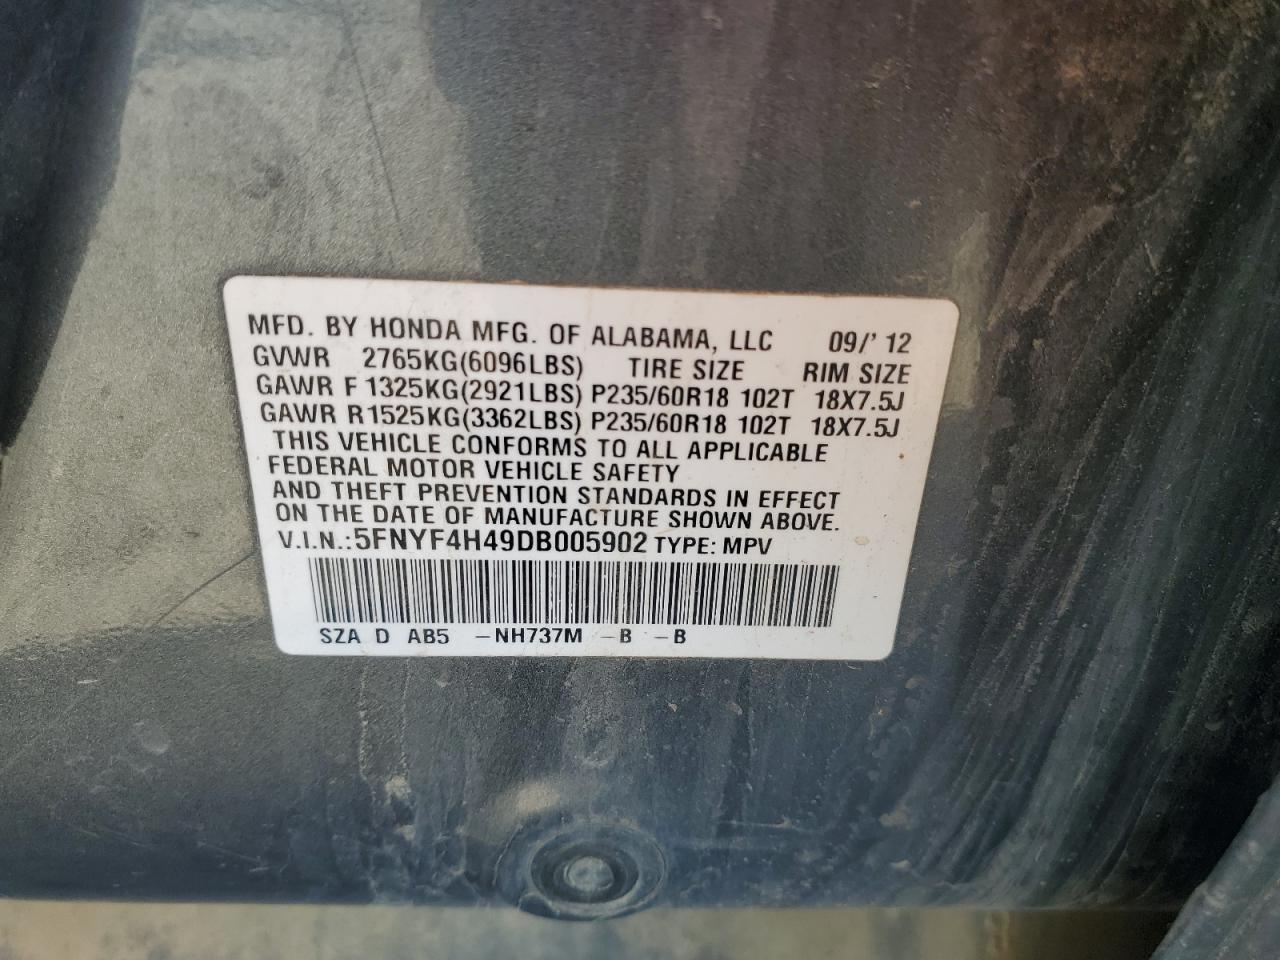 MFD. BY HONDA MFG. OF ALABAMA, LLC 09/' 12
GVWR 2765KG(6096LBS) TIRE SIZE RIM SIZE
GAWR F 1325KG(2921LBS) P235/60R18 102T 18X7.5J
GAWR R1525KG(3362LBS) P235/60R18 102T 18X7.5J
THIS VEHICLE CONFORMS TO ALL APPLICABLE
FEDERAL MOTOR VEHICLE SAFETY
AND THEFT PREVENTION STANDARDS IN EFFECT
ON THE DATE OF MANUFACTURE SHOWN ABOVE.
V.I.N.:5FNYF4H49DB005902 TYPE: MPV
SZA D AB5 -NH737M -B -B